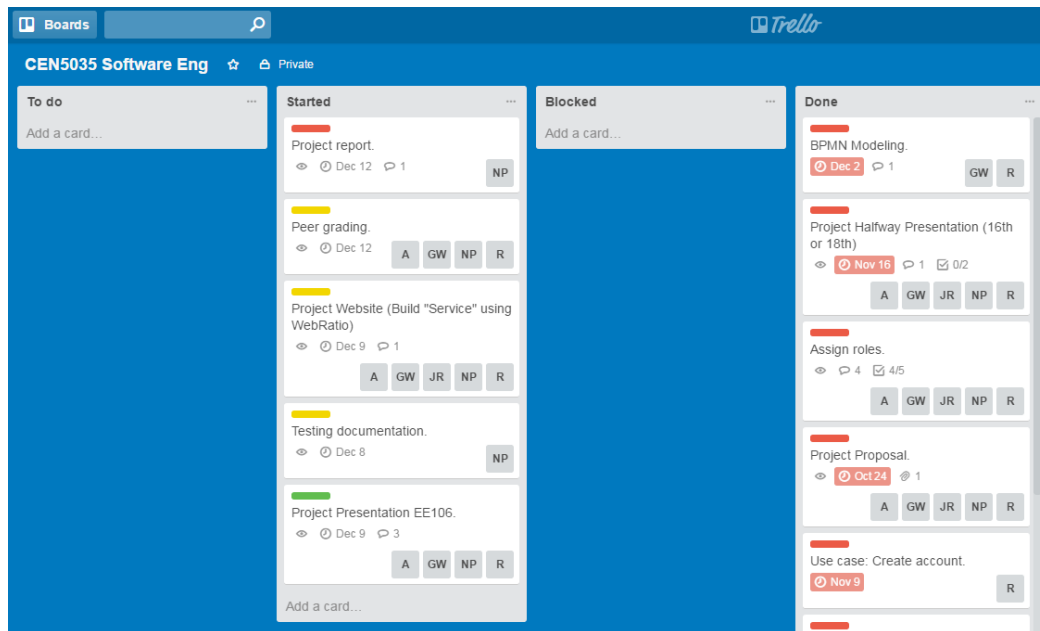 Boards
Trello
CEN5035 Software Eng
Private
To do
Add a card...
Started
Project report.
Dec 12
1
NP
Peer grading.
Dec 12
A GW NP R
Project Website (Build "Service" using
WebRatio)
Dec 9
1
A GW JR NP R
Testing documentation.
Dec 8
NP
Project Presentation EE106.
Dec 9
3
A GW NP R
Add a card...
Blocked
Add a card...
Done
BPMN Modeling.
Dec 2
1
GW R
Project Halfway Presentation (16th
or 18th)
Nov 16
1
0/2
A GW JR NP R
Assign roles.
4
4/5
A GW JR NP R
Project Proposal.
Oct 24
1
A GW JR NP R
Use case: Create account.
Nov 9
R